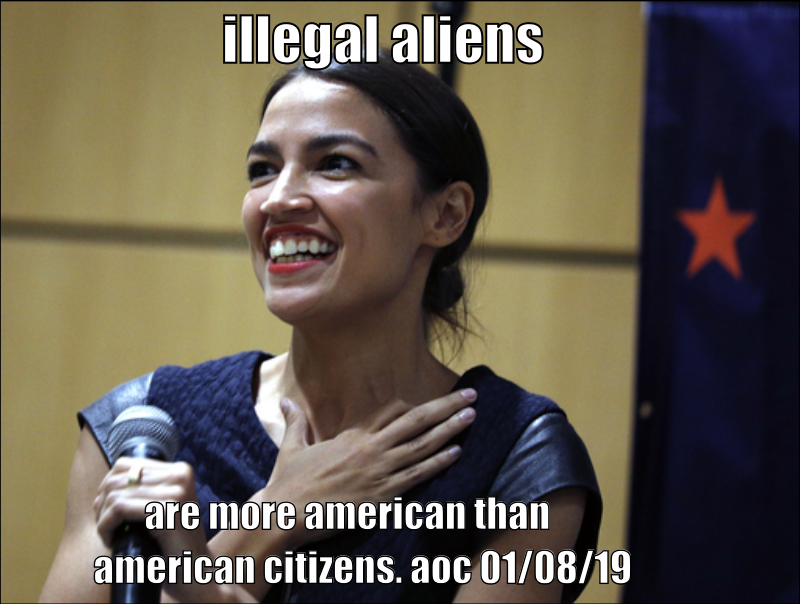 illegal aliens
are more american than
american citizens. aoc 01/08/19